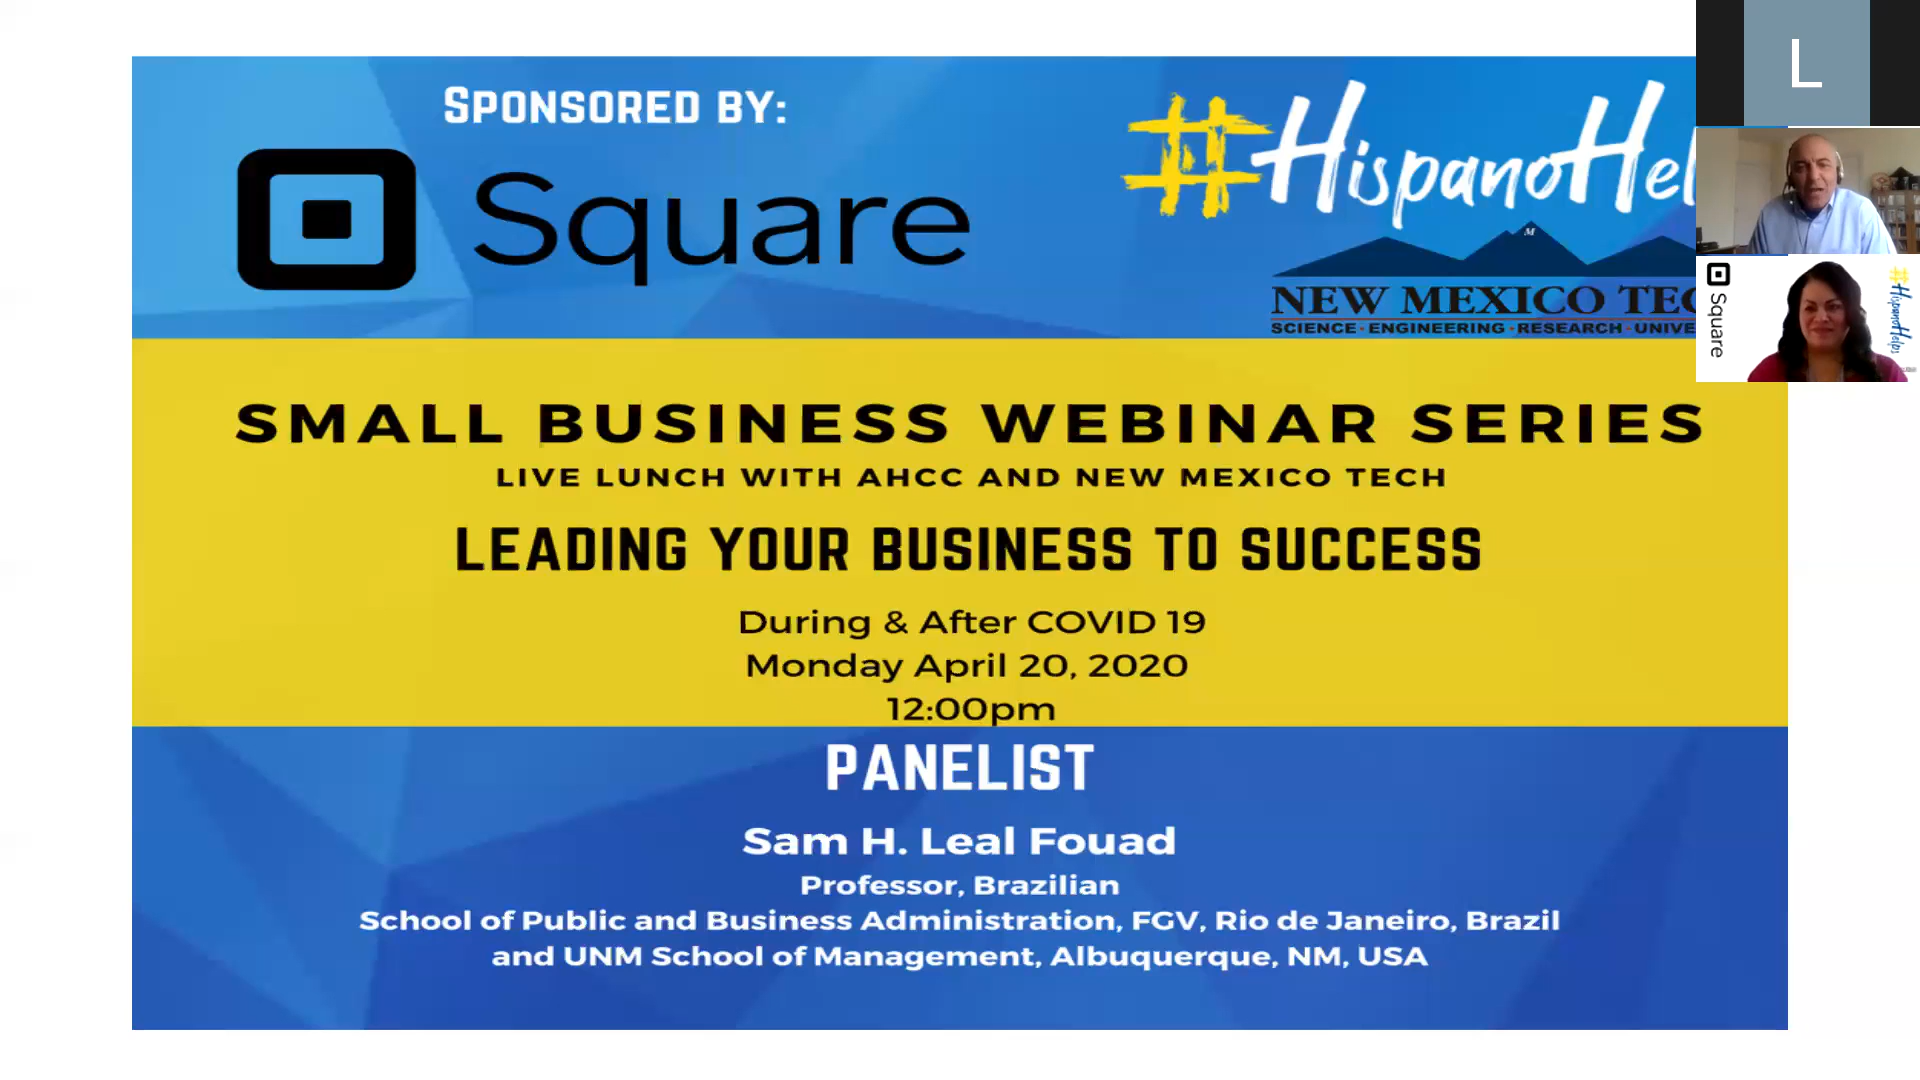 SPONSORED BY:
Square
#HispanoHel
M
NEW MEXICO TEC
SCIENCE · ENGINEERING · RESEARCH · UNIVE
SMALL BUSINESS WEBINAR SERIES
LIVE LUNCH WITH AHCC AND NEW MEXICO TECH
LEADING YOUR BUSINESS TO SUCCESS
During & After COVID 19
Monday April 20, 2020
12:00pm
PANELIST
Sam H. Leal Fouad
Professor, Brazilian
School of Public and Business Administration, FGV, Rio de Janeiro, Brazil
and UNM School of Management, Albuquerque, NM, USA
L
Square
#HispanoHelps